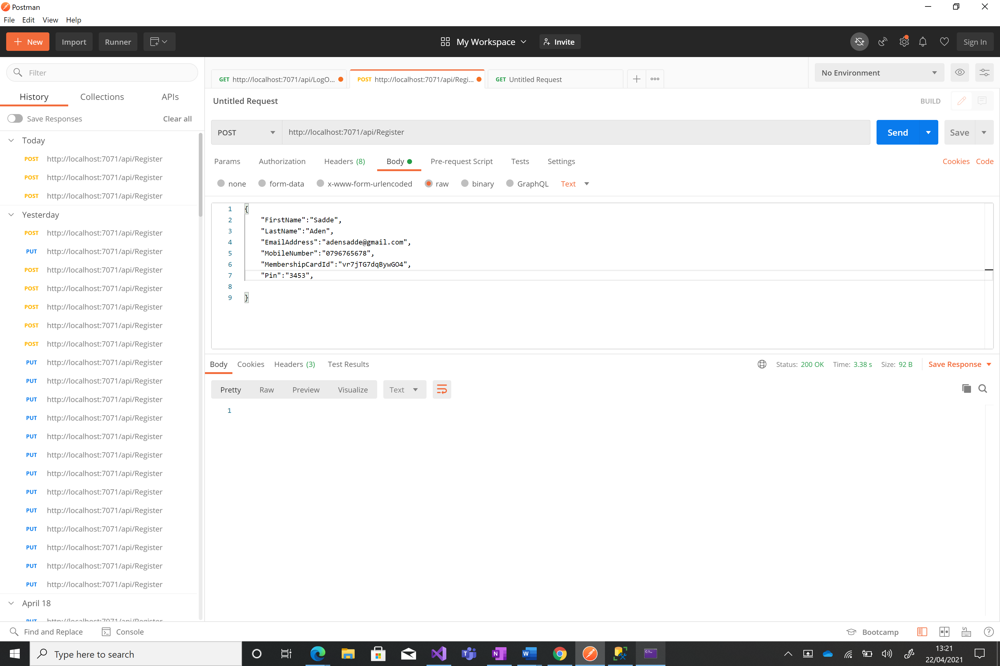 Postman
File Edit View Help
New Import Runner My Workspace Invite Sign In
Filter
History Collections APIs
Save Responses Clear all
Today
POST http://localhost:7071/api/Register
POST http://localhost:7071/api/Register
POST http://localhost:7071/api/Register
Yesterday
POST http://localhost:7071/api/Register
PUT http://localhost:7071/api/Register
POST http://localhost:7071/api/Register
POST http://localhost:7071/api/Register
POST http://localhost:7071/api/Register
POST http://localhost:7071/api/Register
POST http://localhost:7071/api/Register
PUT http://localhost:7071/api/Register
PUT http://localhost:7071/api/Register
PUT http://localhost:7071/api/Register
PUT http://localhost:7071/api/Register
PUT http://localhost:7071/api/Register
PUT http://localhost:7071/api/Register
PUT http://localhost:7071/api/Register
PUT http://localhost:7071/api/Register
PUT http://localhost:7071/api/Register
PUT http://localhost:7071/api/Register
PUT http://localhost:7071/api/Register
PUT http://localhost:7071/api/Register
PUT http://localhost:7071/api/Register
April 18
PUT http://localhost:7071/api/Register
GET http://localhost:7071/api/LogO... POST http://localhost:7071/api/Regi... GET Untitled Request
No Environment
Untitled Request BUILD
POST http://localhost:7071/api/Register Send Save
Params Authorization Headers (8) Body Pre-request Script Tests Settings Cookies Code
none form-data x-www-form-urlencoded raw binary GraphQL Text
1 {
2 "FirstName":"Sadde",
3 "LastName":"Aden",
4 "EmailAddress":"adensadde@gmail.com",
5 "MobileNumber":"0796765678",
6 "MembershipCardId":"vr7jTG7dqBywGO4",
7 "Pin":"3453",
8
9 }
Body Cookies Headers (3) Test Results Status: 200 OK Time: 3.38 s Size: 92 B Save Response
Pretty Raw Preview Visualize Text
1
Find and Replace Console Bootcamp
Type here to search
13:21
22/04/2021